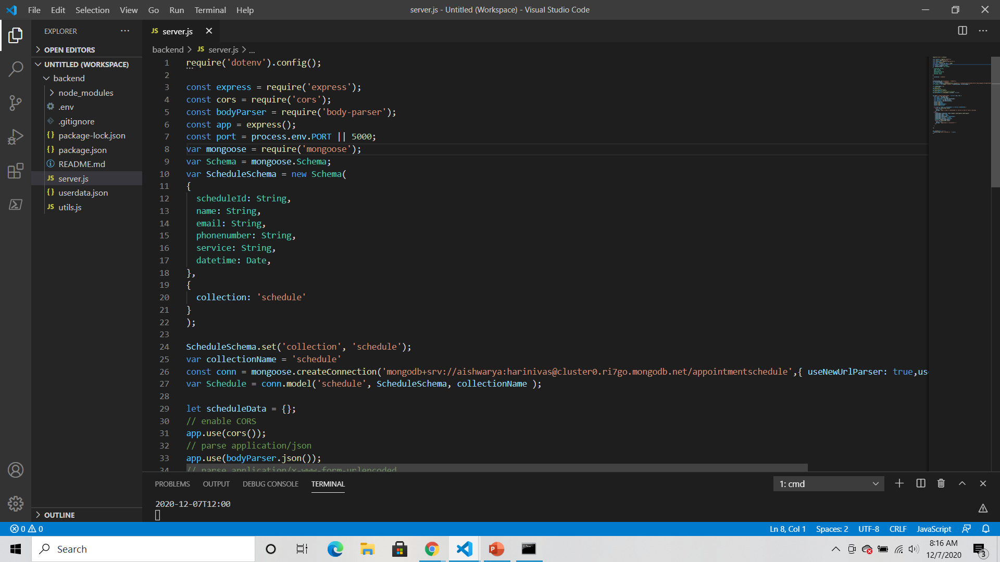 File Edit Selection View Go Run Terminal Help
server.js - Untitled (Workspace) - Visual Studio Code
EXPLORER
OPEN EDITORS
UNTITLED (WORKSPACE)
backend
node_modules
.env
.gitignore
package-lock.json
package.json
README.md
JS server.js
userdata.json
JS utils.js
OUTLINE
JS server.js
backend > JS server.js > ...
1 require('dotenv').config();
2
3 const express = require('express');
4 const cors = require('cors');
5 const bodyParser = require('body-parser');
6 const app = express();
7 const port = process.env.PORT || 5000;
8 var mongoose = require('mongoose');
9 var Schema = mongoose.Schema;
10 var ScheduleSchema = new Schema(
11 {
12 scheduleId: String,
13 name: String,
14 email: String,
15 phonenumber: String,
16 service: String,
17 datetime: Date,
18 },
19 {
20 collection: 'schedule'
21 }
22 );
23
24 ScheduleSchema.set('collection', 'schedule');
25 var collectionName = 'schedule'
26 const conn = mongoose.createConnection('mongodb+srv://aishwarya:harinivas@cluster0.ri7go.mongodb.net/appointmentschedule',{ useNewUrlParser: true,us
27 var Schedule = conn.model('schedule', ScheduleSchema, collectionName );
28
29 let scheduleData = {};
30 // enable CORS
31 app.use(cors());
32 // parse application/json
33 app.use(bodyParser.json());
34 // parse application/x-www-form-urlencoded
PROBLEMS OUTPUT DEBUG CONSOLE TERMINAL
1: cmd
2020-12-07T12:00
0 0
Ln 8, Col 1 Spaces: 2 UTF-8 CRLF JavaScript
Search
8:16 AM
12/7/2020
3